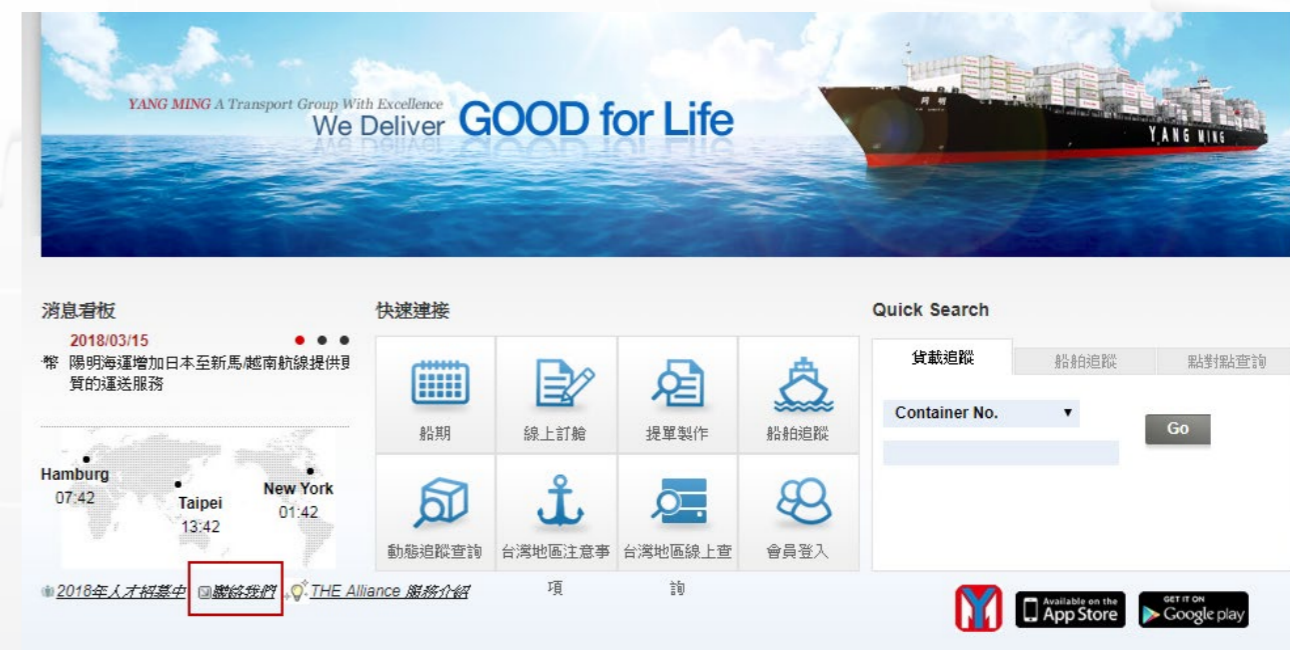 YANG MING A Transport Group With Excellence
We Deliver GOOD for Life
YANG MING
消息看板
2018/03/15
幣 陽明海運增加日本至新馬/越南航線提供更
質的運送服務
Hamburg
07:42
Taipei
13:42
New York
01:42
2018年人才招募中 聯絡我們 THE Alliance 服務介紹
快速連接
船期
線上訂艙
提單製作
船舶追蹤
動態追蹤查詢
台灣地區注意事
項
台灣地區線上查
詢
會員登入
Quick Search
貨載追蹤 船舶追蹤 點對點查詢
Container No.
Go
Available on the
App Store
GET IT ON
Google play